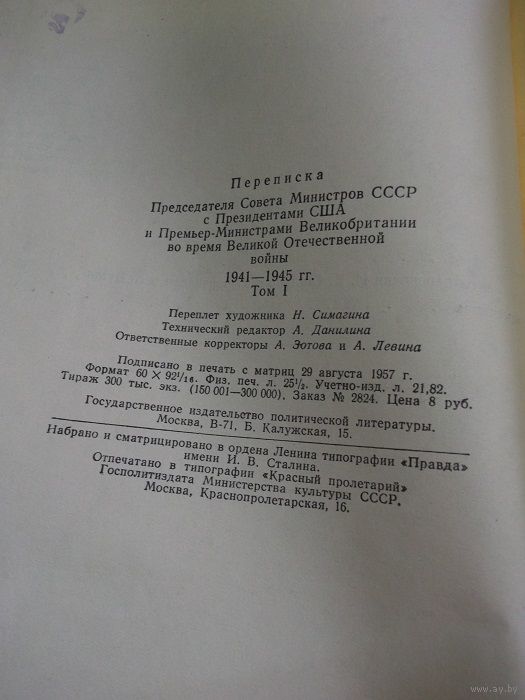 Переписка
Председателя Совета Министров СССР
с Президентами США
и Премьер-Министрами Великобритании
во время Великой Отечественной
войны
1941—1945 гг.
Том I
Переплет художника Н. Симагина
Технический редактор А. Данилина
Ответственные корректоры А. Эотова и А. Левина
Подписано в печать с матриц 29 августа 1957 г.
Формат 60 × 92¹/₁₆. Физ. печ. л. 25¹/₂. Учетно-изд. л. 21,82.
Тираж 300 тыс. экз. (150 001—300 000). Заказ № 2824. Цена 8 руб.
Государственное издательство политической литературы.
Москва, В-71, Б. Калужская, 15.
Набрано и сматрицировано в ордена Ленина типографии «Правда»
имени И. В. Сталина.
Отпечатано в типографии «Красный пролетарий»
Госполитиздата Министерства культуры СССР.
Москва, Краснопролетарская, 16.
www.ay.by